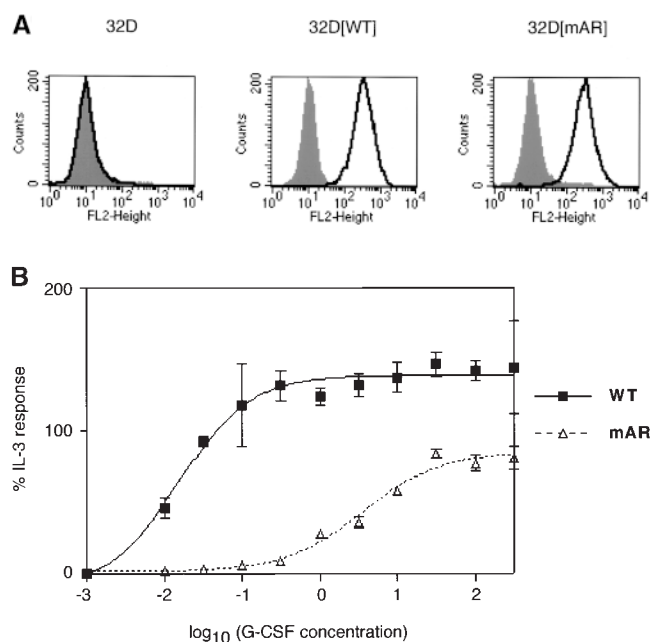 A
32D
32D[WT]
32D[mAR]
Counts
200
0
10⁰ 10¹ 10² 10³ 10⁴
FL2-Height
Counts
200
0
10⁰ 10¹ 10² 10³ 10⁴
FL2-Height
Counts
200
0
10⁰ 10¹ 10² 10³ 10⁴
FL2-Height
B
% IL-3 response
200
100
0
-3 -2 -1 0 1 2
log₁₀ (G-CSF concentration)
WT
mAR